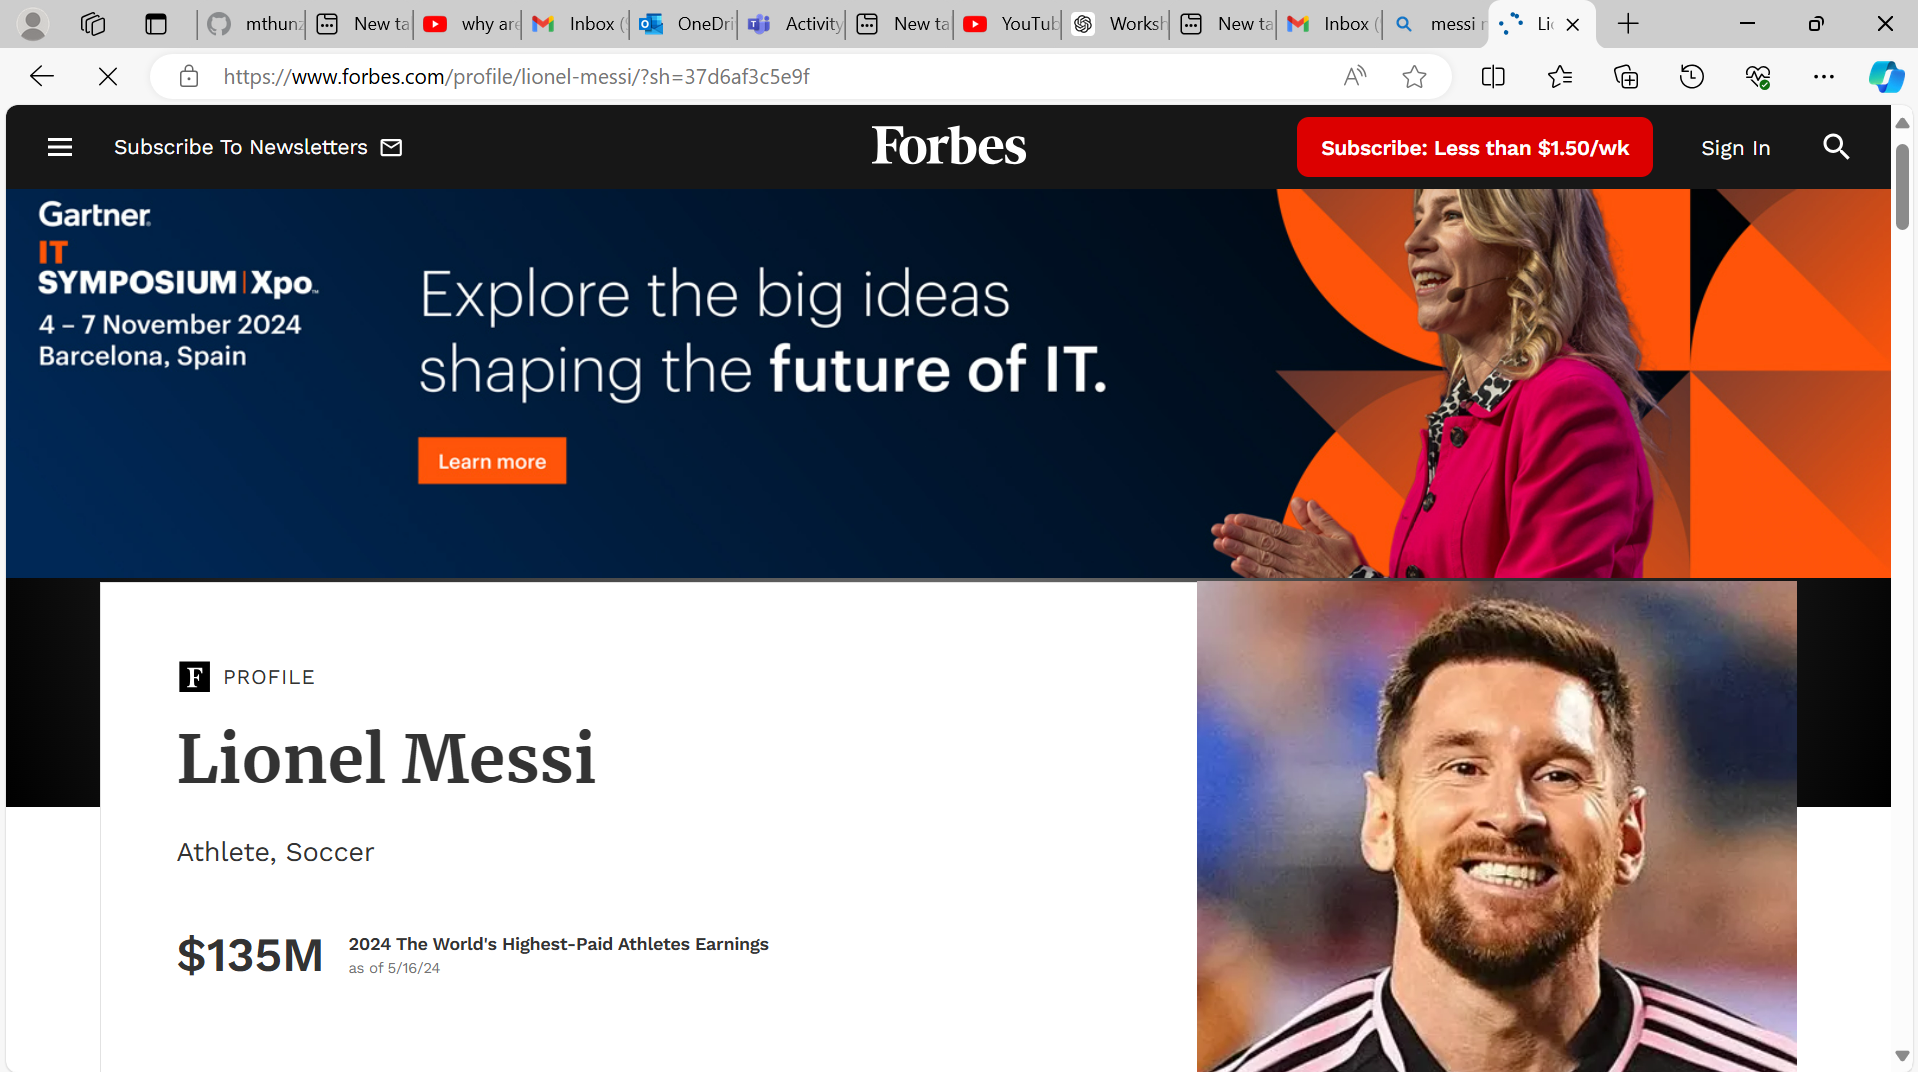 mthunz
New ta
why are
Inbox (
OneDri
Activity
New ta
YouTub
Worksh
New ta
Inbox (
messi r
Li
https://www.forbes.com/profile/lionel-messi/?sh=37d6af3c5e9f
Subscribe To Newsletters
Forbes
Subscribe: Less than $1.50/wk
Sign In
Gartner
IT
SYMPOSIUM | Xpo™
4 – 7 November 2024
Barcelona, Spain
Explore the big ideas
shaping the future of IT.
Learn more
F PROFILE
Lionel Messi
Athlete, Soccer
$135M
2024 The World's Highest-Paid Athletes Earnings
as of 5/16/24